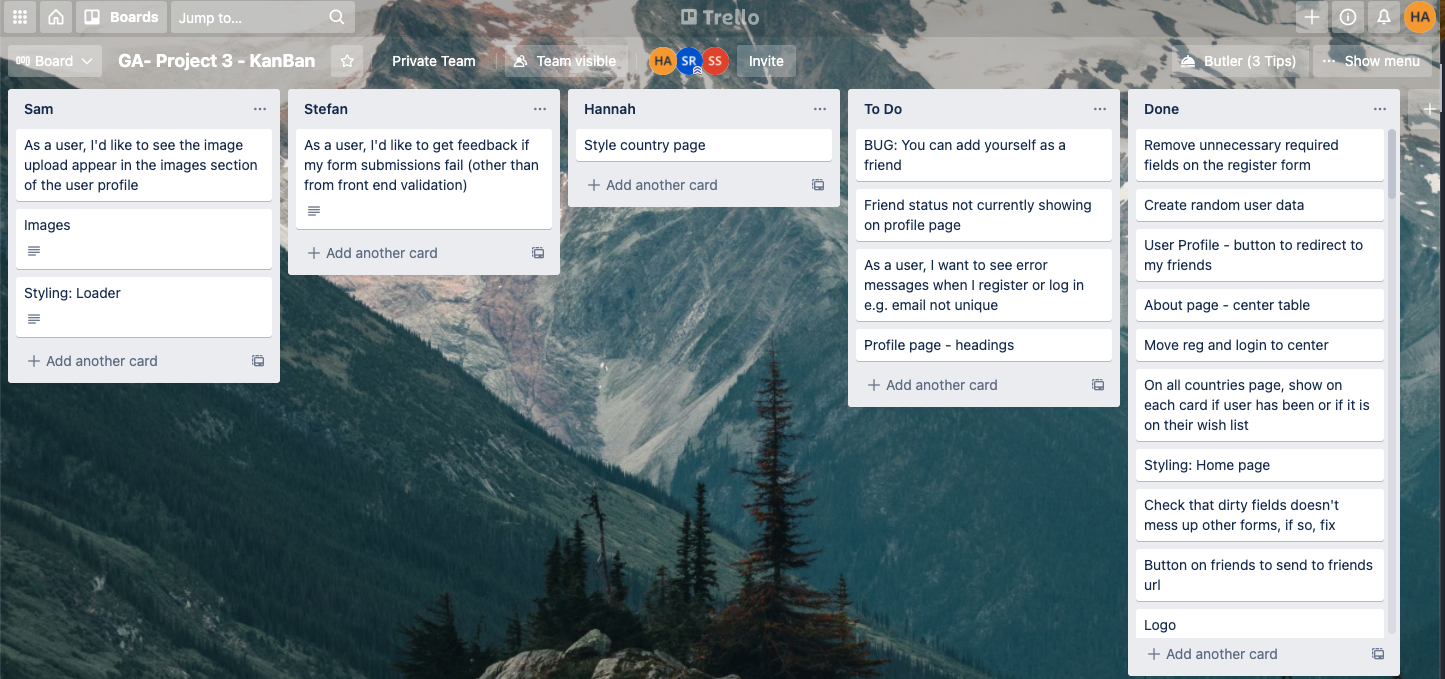 Boards
Jump to...
Trello
HA
Board
GA- Project 3 - KanBan
Private Team
Team visible
HA
SR
SS
Invite
Butler (3 Tips)
Show menu
Sam
As a user, I'd like to see the image
upload appear in the images section
of the user profile
Images
Styling: Loader
Add another card
Stefan
As a user, I'd like to get feedback if
my form submissions fail (other than
from front end validation)
Add another card
Hannah
Style country page
Add another card
To Do
BUG: You can add yourself as a
friend
Friend status not currently showing
on profile page
As a user, I want to see error
messages when I register or log in
e.g. email not unique
Profile page - headings
Add another card
Done
Remove unnecessary required
fields on the register form
Create random user data
User Profile - button to redirect to
my friends
About page - center table
Move reg and login to center
On all countries page, show on
each card if user has been or if it is
on their wish list
Styling: Home page
Check that dirty fields doesn't
mess up other forms, if so, fix
Button on friends to send to friends
url
Logo
Add another card